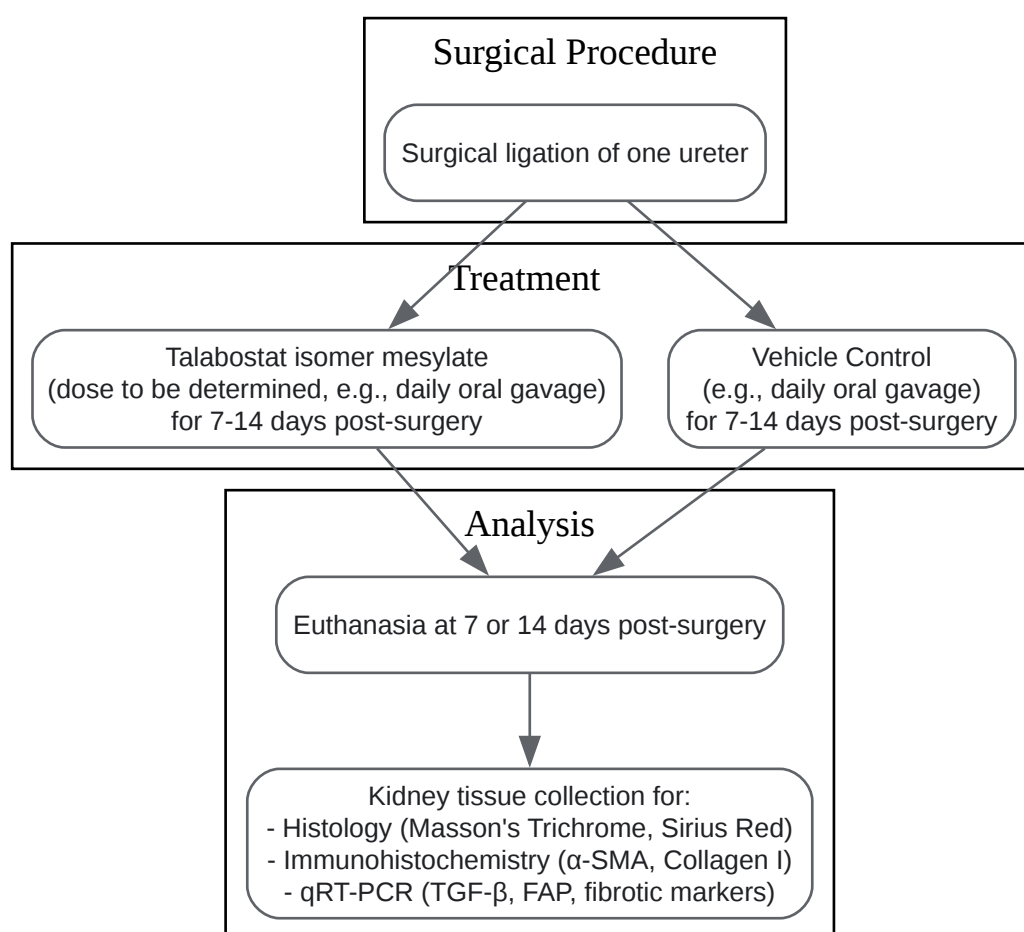 Surgical Procedure
Surgical ligation of one ureter
Treatment
Talabostat isomer mesylate
(dose to be determined, e.g., daily oral gavage)
for 7-14 days post-surgery
Vehicle Control
(e.g., daily oral gavage)
for 7-14 days post-surgery
Analysis
Euthanasia at 7 or 14 days post-surgery
Kidney tissue collection for:
- Histology (Masson's Trichrome, Sirius Red)
- Immunohistochemistry (α-SMA, Collagen I)
- qRT-PCR (TGF-β, FAP, fibrotic markers)